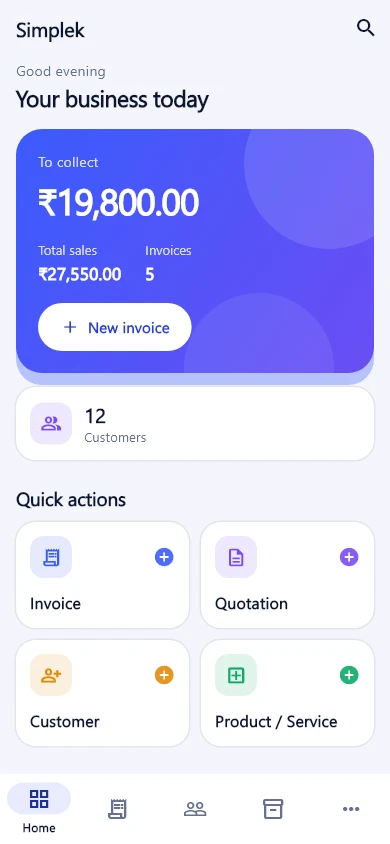 Simplek
Good evening
Your business today
To collect
₹19,800.00
Total sales
Invoices
₹27,550.00
5
New invoice
12
Customers
Quick actions
Invoice
Quotation
Customer
Product / Service
Home